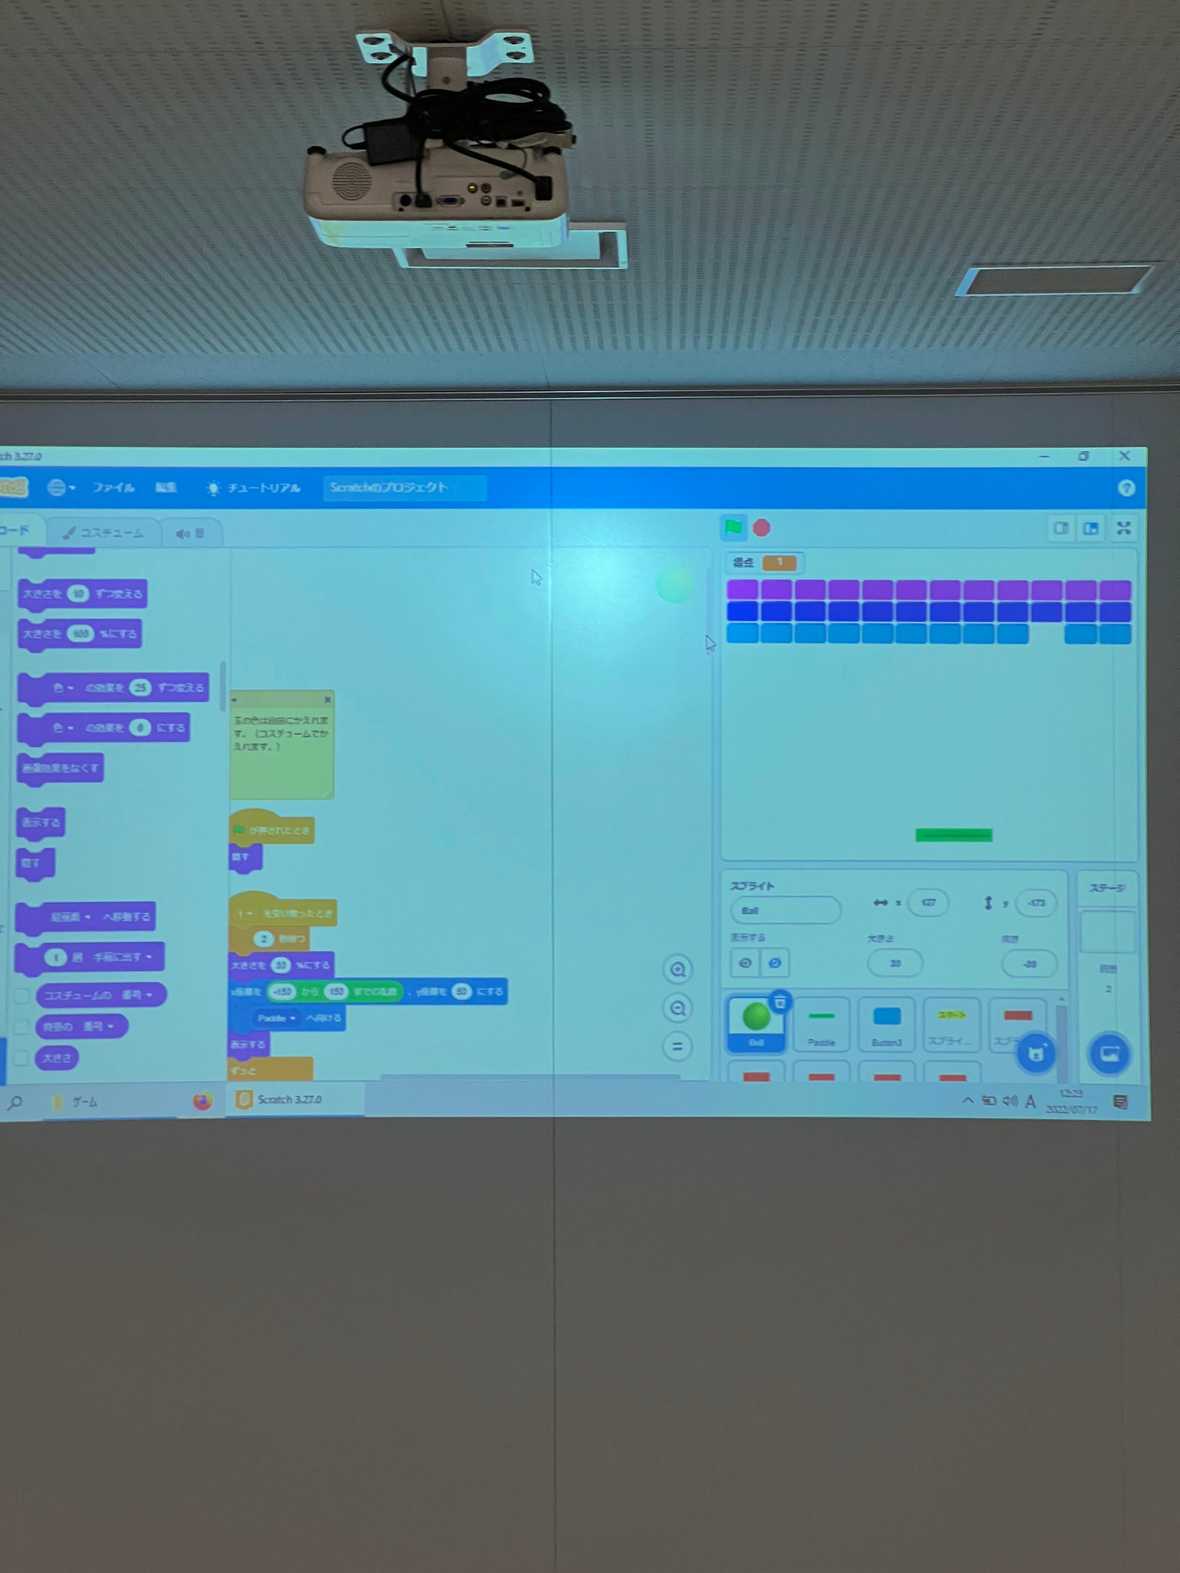 ch 3.27.0
ファイル
編集
チュートリアル
Scratchのプロジェクト
コード
コスチューム
音
得点 1
大きさを 10 ずつ変える
大きさを 100 %にする
色 の効果を 25 ずつ変える
色 の効果を 0 にする
画像効果をなくす
表示する
隠す
最前面 へ移動する
1 層 手前に出す
コスチュームの 番号
背景の 番号
大きさ
玉の色は自由にかえれま
す。(コスチュームでか
えれます。)
が押されたとき
隠す
1 を受け取ったとき
2 秒待つ
大きさを %にする
x座標を -150 から 150 までの乱数 、y座標を にする
Paddle へ向ける
表示する
ずっと
スプライト
Ball
x 127
y -173
表示する
大きさ
向き
ステージ
背景
2
Ball
Paddle
Button3
スタート
スプライ...
スプラ
ゲーム
Scratch 3.27.0
A
2022/07/17